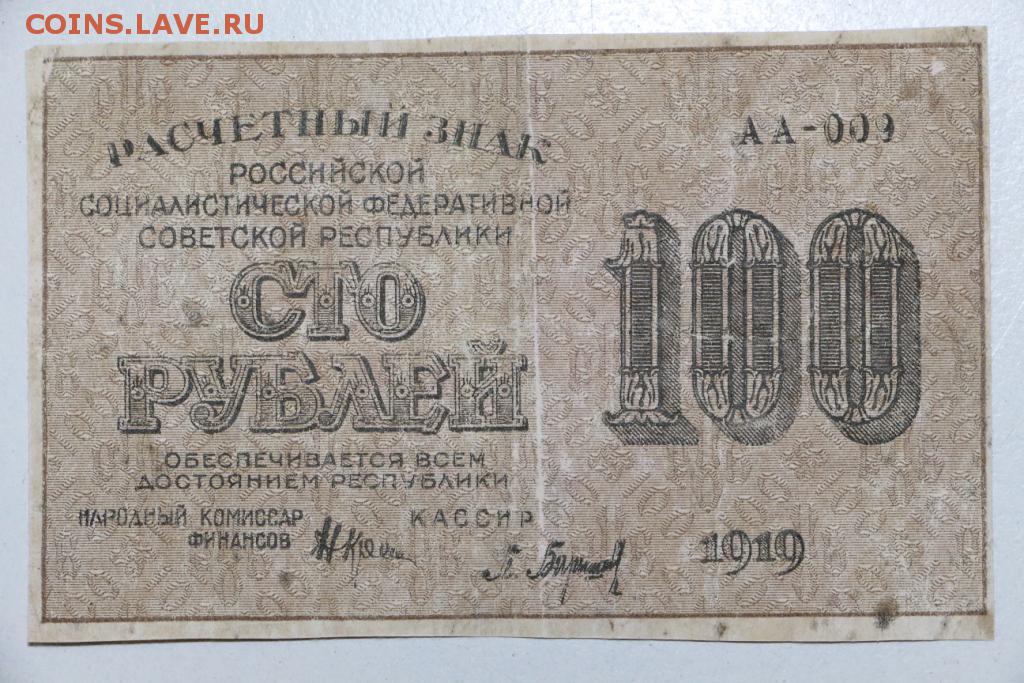 COINS.LAVE.RU
РАСЧЕТНЫЙ ЗНАК
РОССИЙСКОЙ
СОЦИАЛИСТИЧЕСКОЙ ФЕДЕРАТИВНОЙ
СОВЕТСКОЙ РЕСПУБЛИКИ
СТО
РУБЛЕЙ
ОБЕСПЕЧИВАЕТСЯ ВСЕМ
ДОСТОЯНИЕМ РЕСПУБЛИКИ
НАРОДНЫЙ КОМИССАР
ФИНАНСОВ
КАССИР
АА-009
100
1919